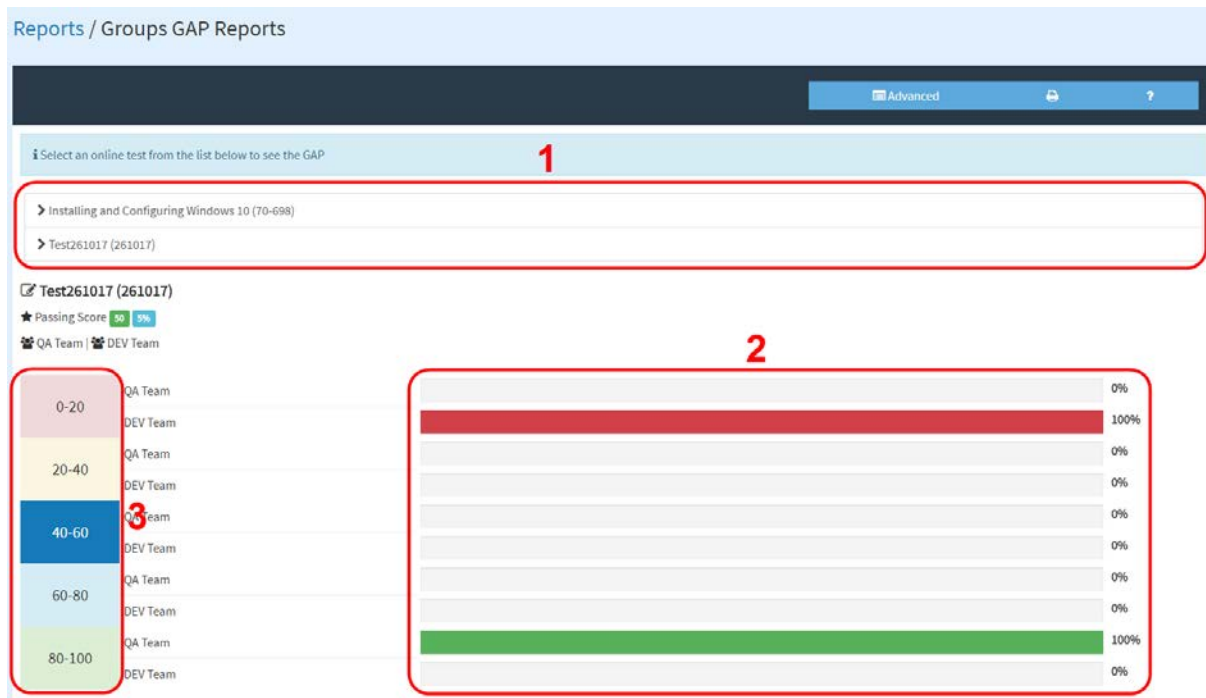 Reports / Groups GAP Reports
Advanced ?
Select an online test from the list below to see the GAP
1
Installing and Configuring Windows 10 (70-698)
Test261017 (261017)
Test261017 (261017)
Passing Score 50 5%
QA Team | DEV Team
2
0-20
QA Team 0%
DEV Team 100%
20-40
QA Team 0%
DEV Team 0%
3
40-60
QA Team 0%
DEV Team 0%
60-80
QA Team 0%
DEV Team 0%
80-100
QA Team 100%
DEV Team 0%